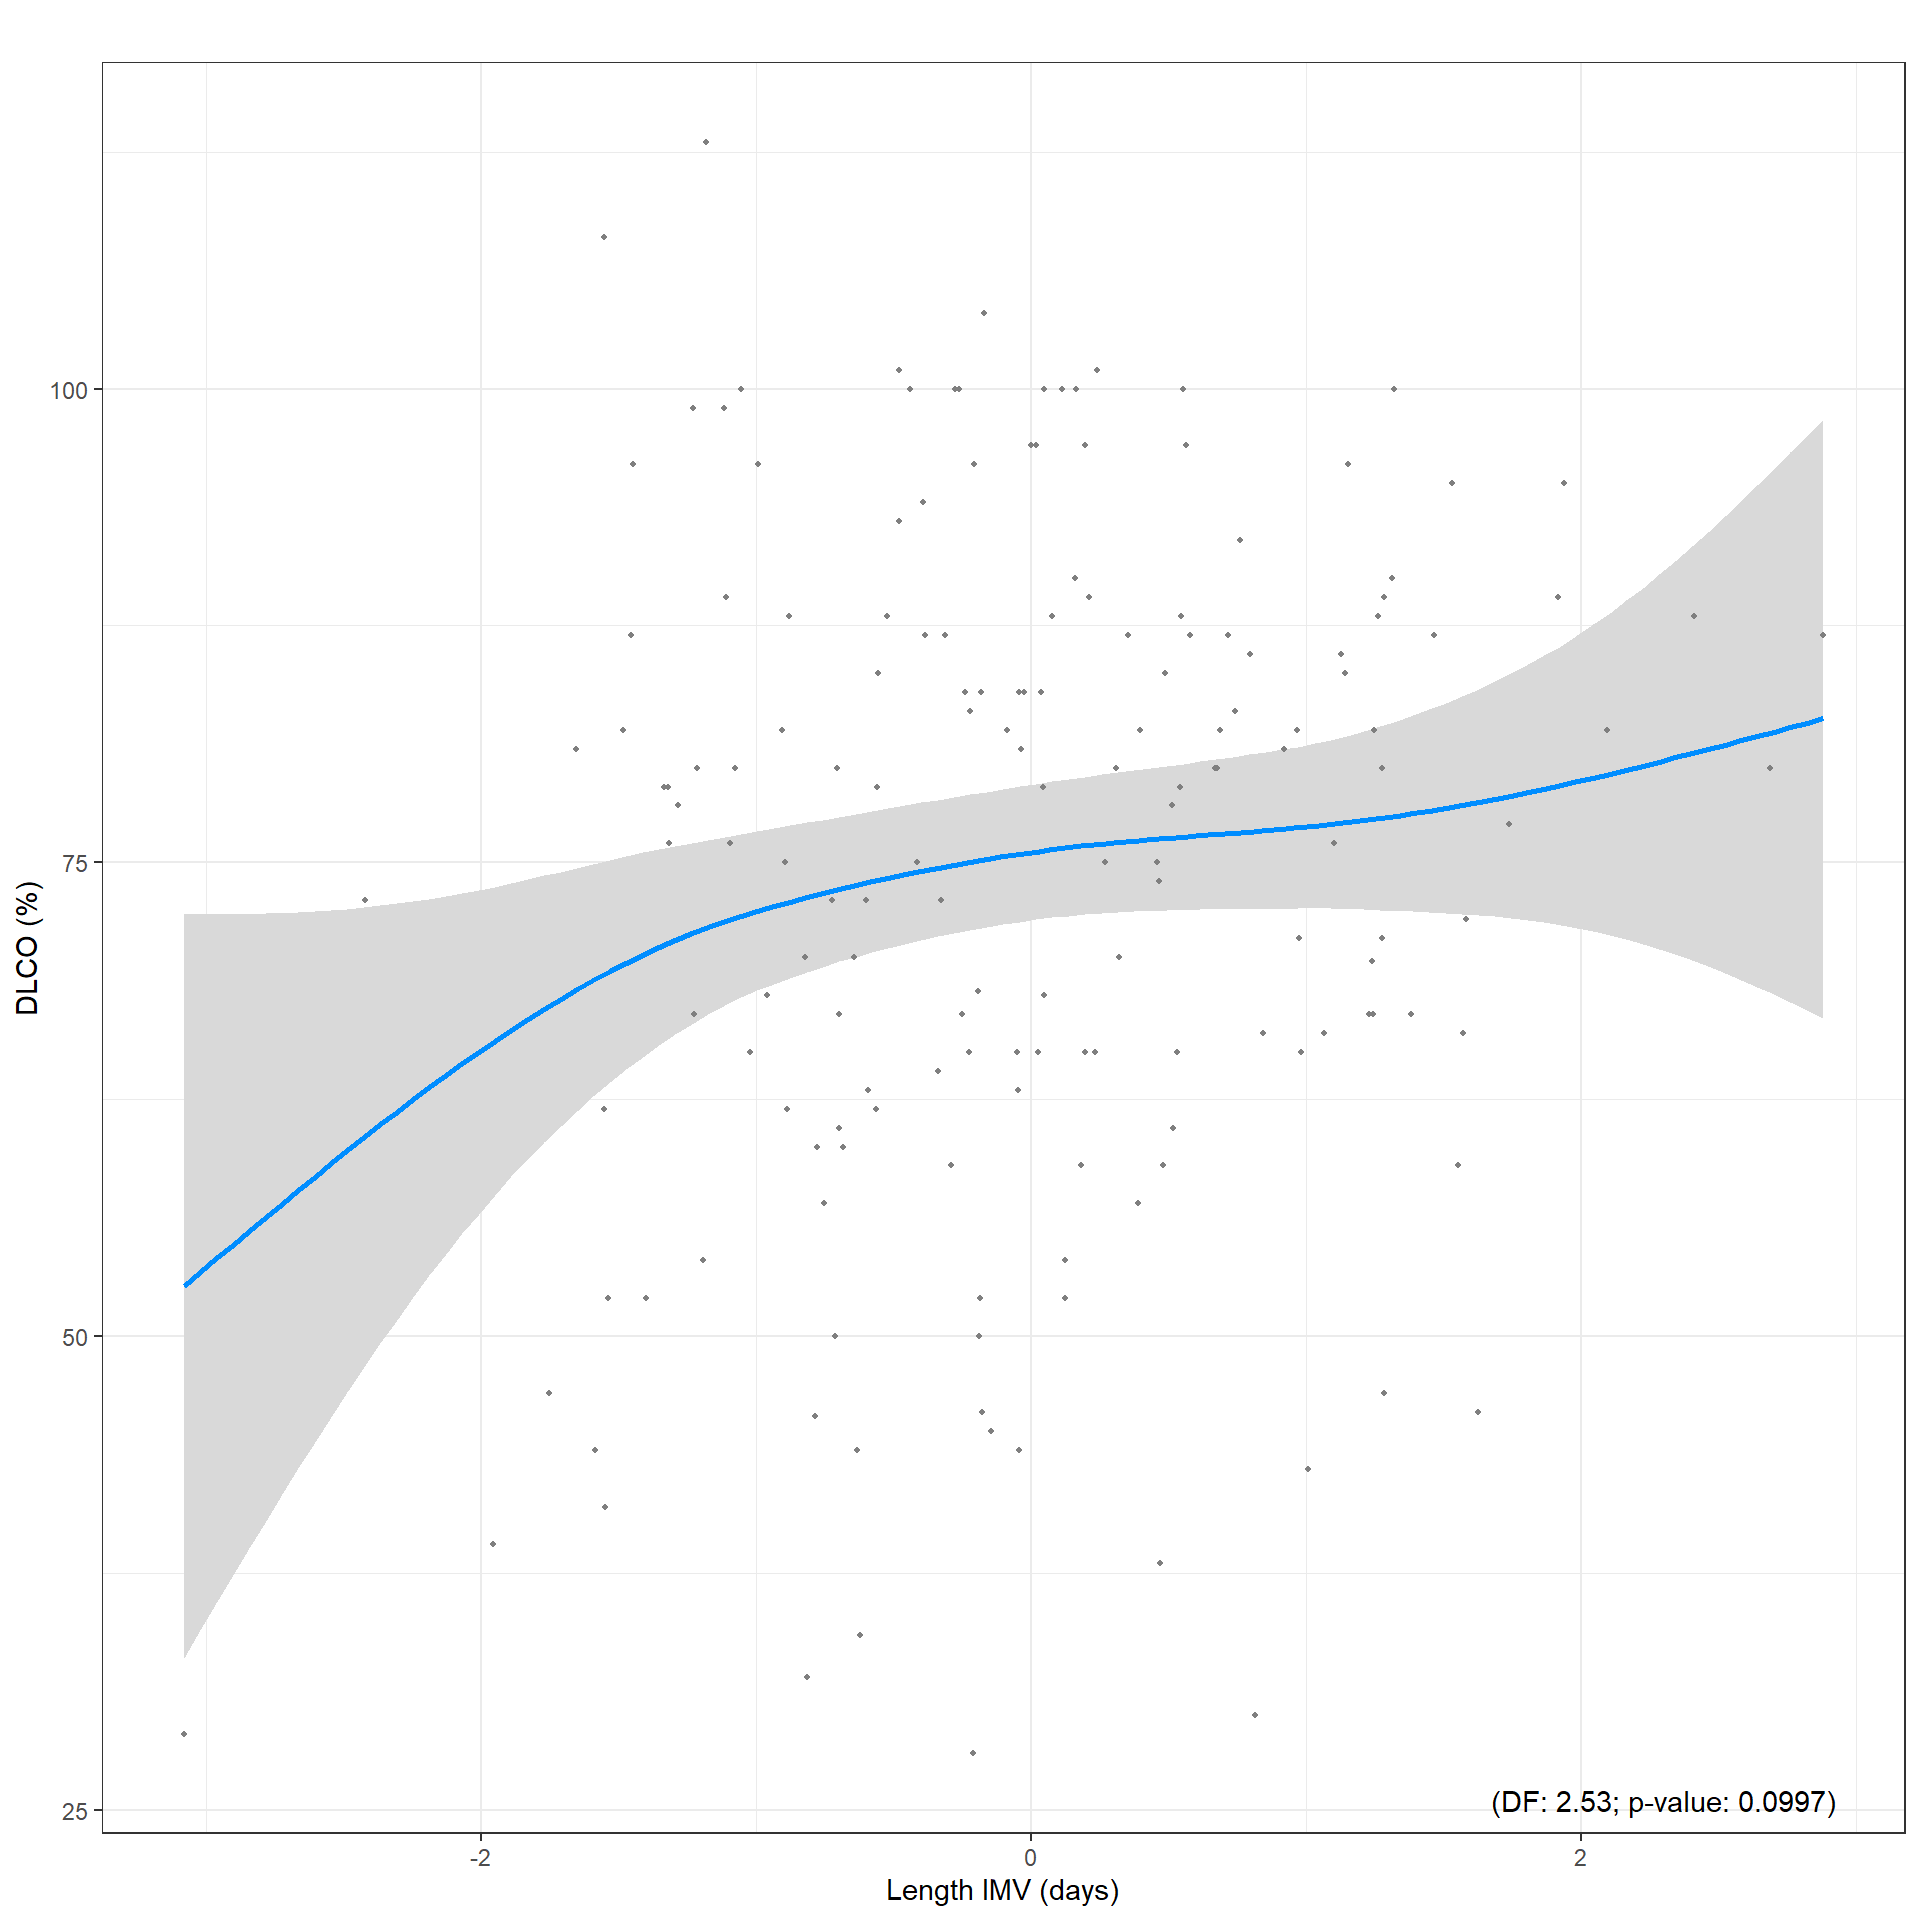 100
75
50
25
DLCO (%)
(DF: 2.53; p-value: 0.0997)
-2 0 2
Length IMV (days)